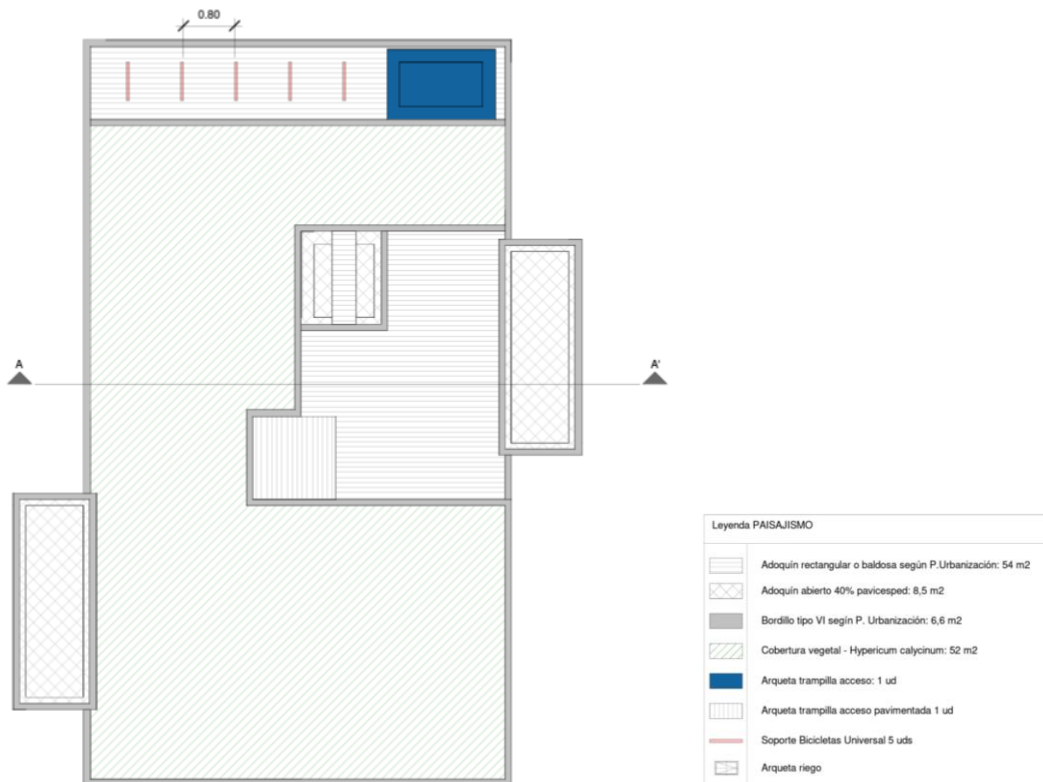 0.80
A
A'
Leyenda PAISAJISMO
Adoquín rectangular o baldosa según P.Urbanización: 54 m2
Adoquín abierto 40% pavicesped: 8,5 m2
Bordillo tipo VI segín P. Urbanización: 6,6 m2
Cobertura vegetal - Hypericum calycinum: 52 m2
Arqueta trampilla acceso: 1 ud
Arqueta trampilla acceso pavimentada 1 ud
Soporte Bicicletas Universal 5 uds
Arqueta riego